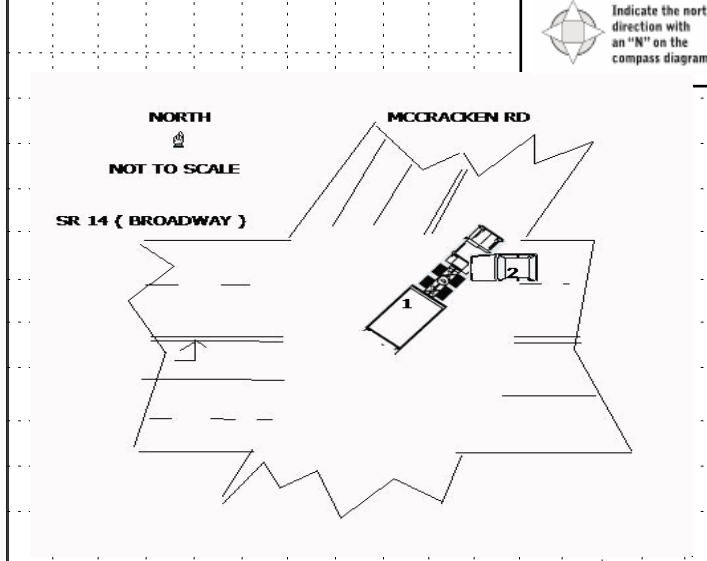 Indicate the nort
direction with
an "N" on the
compass diagram
NORTH
MCCRACKEN RD
NOT TO SCALE
SR 14 { BROADWAY }
1
2